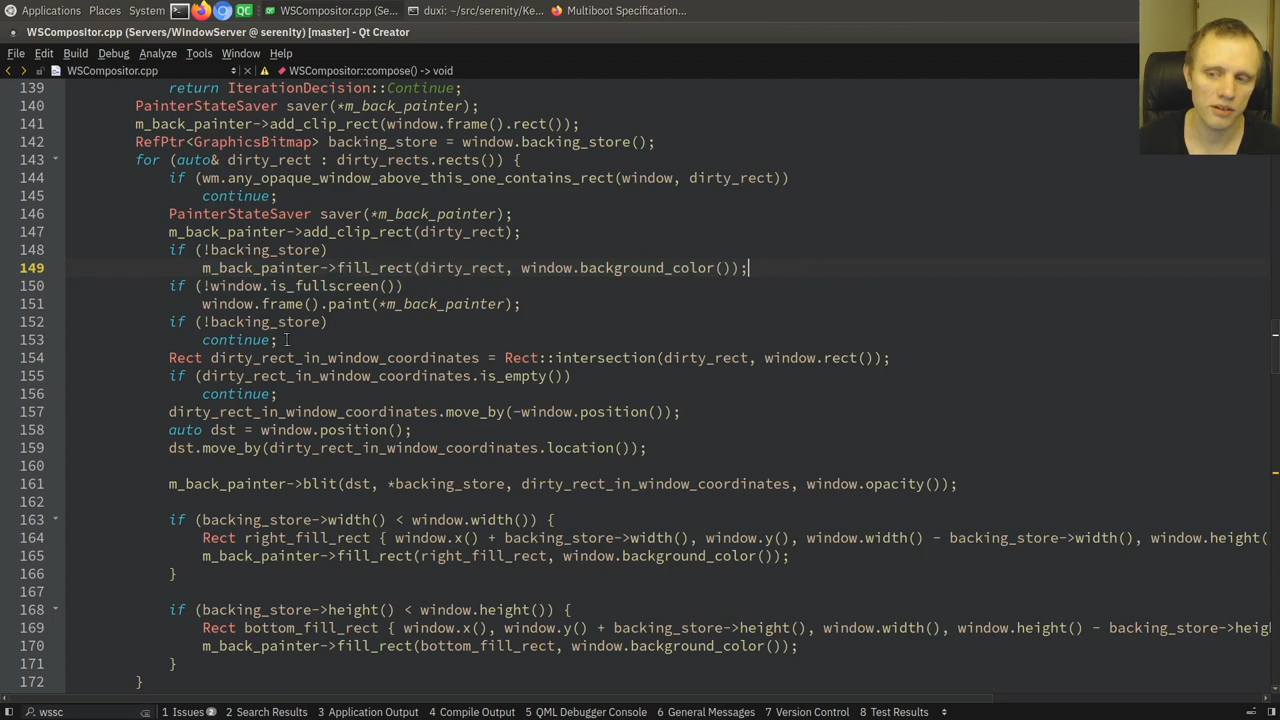 Applications Places System WSCompositor.cpp (Se... duxi: ~/src/serenity/Ke... Multiboot Specification...
WSCompositor.cpp (Servers/WindowServer @ serenity) [master] - Qt Creator
File Edit Build Debug Analyze Tools Window Help
WSCompositor.cpp WSCompositor::compose() -> void
139 return IterationDecision::Continue;
140 PainterStateSaver saver(*m_back_painter);
141 m_back_painter->add_clip_rect(window.frame().rect());
142 RefPtr<GraphicsBitmap> backing_store = window.backing_store();
143 for (auto& dirty_rect : dirty_rects.rects()) {
144 if (wm.any_opaque_window_above_this_one_contains_rect(window, dirty_rect))
145 continue;
146 PainterStateSaver saver(*m_back_painter);
147 m_back_painter->add_clip_rect(dirty_rect);
148 if (!backing_store)
149 m_back_painter->fill_rect(dirty_rect, window.background_color());
150 if (!window.is_fullscreen())
151 window.frame().paint(*m_back_painter);
152 if (!backing_store)
153 continue;
154 Rect dirty_rect_in_window_coordinates = Rect::intersection(dirty_rect, window.rect());
155 if (dirty_rect_in_window_coordinates.is_empty())
156 continue;
157 dirty_rect_in_window_coordinates.move_by(-window.position());
158 auto dst = window.position();
159 dst.move_by(dirty_rect_in_window_coordinates.location());
160
161 m_back_painter->blit(dst, *backing_store, dirty_rect_in_window_coordinates, window.opacity());
162
163 if (backing_store->width() < window.width()) {
164 Rect right_fill_rect { window.x() + backing_store->width(), window.y(), window.width() - backing_store->width(), window.height(
165 m_back_painter->fill_rect(right_fill_rect, window.background_color());
166 }
167
168 if (backing_store->height() < window.height()) {
169 Rect bottom_fill_rect { window.x(), window.y() + backing_store->height(), window.width(), window.height() - backing_store->heig
170 m_back_painter->fill_rect(bottom_fill_rect, window.background_color());
171 }
172 }
wssc 1 Issues 2 2 Search Results 3 Application Output 4 Compile Output 5 QML Debugger Console 6 General Messages 7 Version Control 8 Test Results